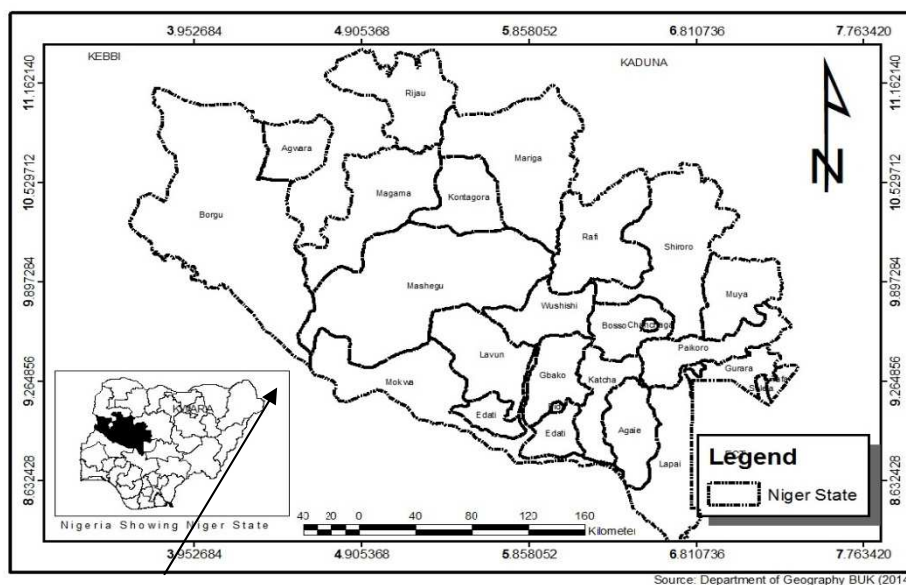 3.952684 4.905368 5.858052 6.810736 7.763420
KEBBI KADUNA
11.162140 11.162140
Rijau
Agwara
Mariga
10.529712 10.529712
Magama Kontagora
Borgu
N
Rafi
Shiroro
9.897284 9.897284
Mashegu
Muya
Wushishi
Bosso Chanchaga
Paikoro
Lavun
Gurara
9.264856 9.264856
Mokwa
Gbako
Katcha
KWARA
Edati
Edati
Agaie
Lapai
Legend
Niger State
8.632428 8.632428
Nigeria Showing Niger State
40 20 0 40 80 120 160
Kilometer
3.952684 4.905368 5.858052 6.810736 7.763420
Source: Department of Geography BUK (201